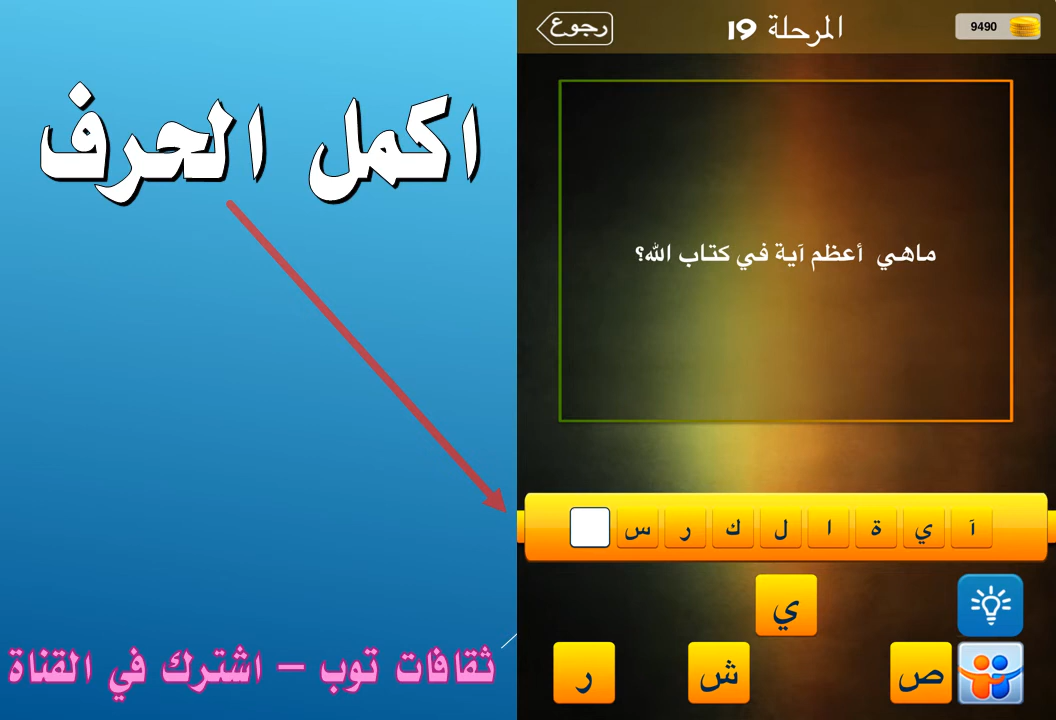 اكمل الحرف
ثقافات توب – اشترك في القناة
رجوع
المرحلة 19
9490
ماهي أعظم آية في كتاب الله؟
آ ي ة ا ل ك ر س
ي
ر ش ص